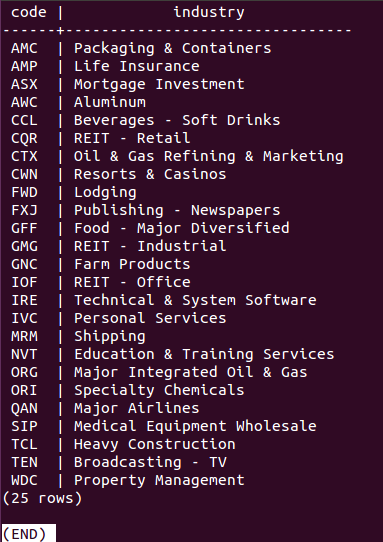 code |            industry
------+--------------------------------
 AMC  | Packaging & Containers
 AMP  | Life Insurance
 ASX  | Mortgage Investment
 AWC  | Aluminum
 CCL  | Beverages - Soft Drinks
 CQR  | REIT - Retail
 CTX  | Oil & Gas Refining & Marketing
 CWN  | Resorts & Casinos
 FWD  | Lodging
 FXJ  | Publishing - Newspapers
 GFF  | Food - Major Diversified
 GMG  | REIT - Industrial
 GNC  | Farm Products
 IOF  | REIT - Office
 IRE  | Technical & System Software
 IVC  | Personal Services
 MRM  | Shipping
 NVT  | Education & Training Services
 ORG  | Major Integrated Oil & Gas
 ORI  | Specialty Chemicals
 QAN  | Major Airlines
 SIP  | Medical Equipment Wholesale
 TCL  | Heavy Construction
 TEN  | Broadcasting - TV
 WDC  | Property Management
(25 rows)

(END)